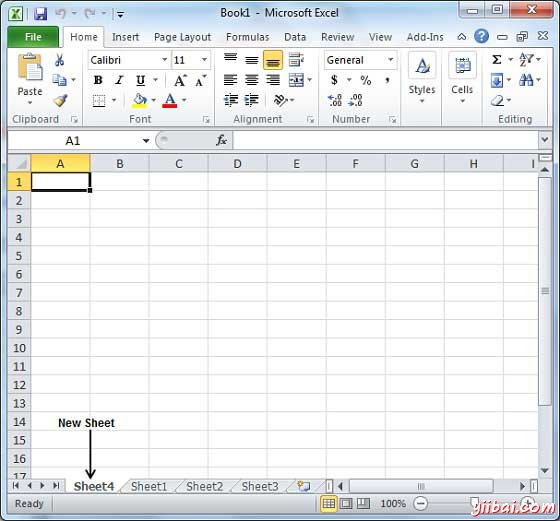 Book1 - Microsoft Excel
File Home Insert Page Layout Formulas Data Review View Add-Ins
Calibri 11 General
Paste B I U A A A $ % , Styles Cells Σ
Clipboard Font Alignment Number Editing
A1 fx
A B C D E F G H I
1
2
3
4
5
6
7
8
9
10
11
12
13
14 New Sheet
15
16
17
Sheet4 Sheet1 Sheet2 Sheet3
Ready 100%
yiibai.com